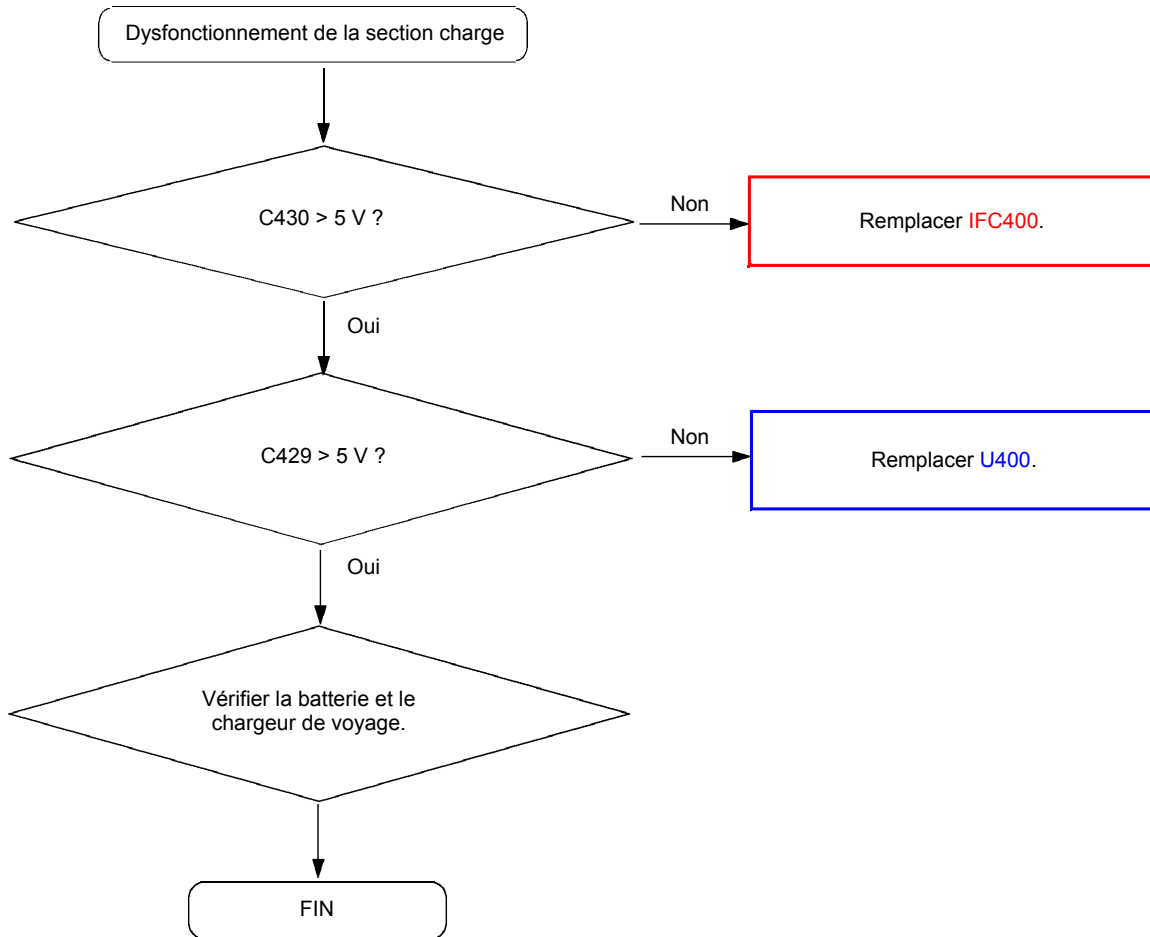 Dysfonctionnement de la section charge
C430 > 5 V ?
Non
Remplacer IFC400.
Oui
C429 > 5 V ?
Non
Remplacer U400.
Oui
Vérifier la batterie et le
chargeur de voyage.
FIN